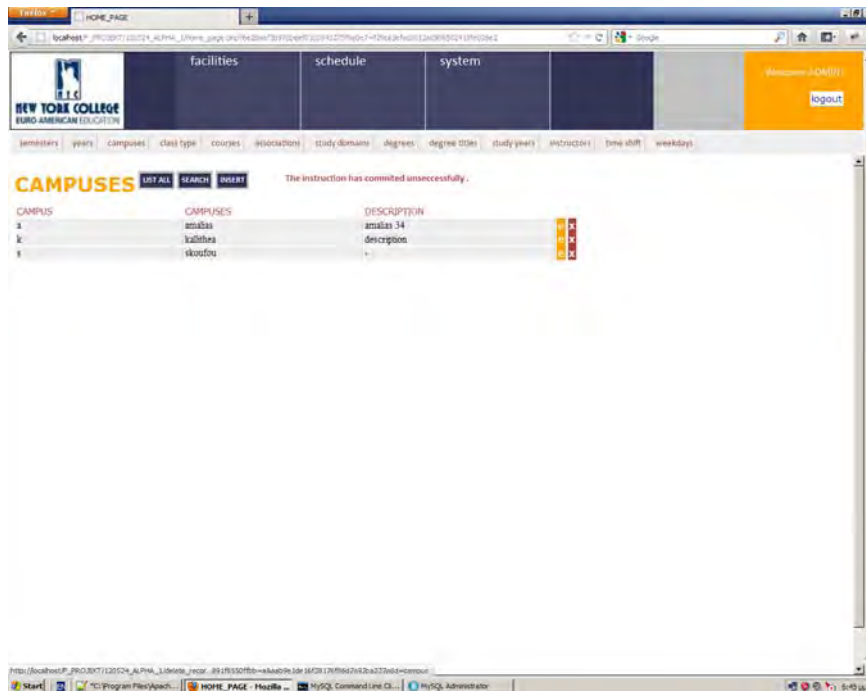 Firefox
HOME_PAGE
+
Google
NEW YORK COLLEGE
EURO-AMERICAN EDUCATION
facilities
schedule
system
Welcome ADMIN!
logout
semesters years campuses class type courses associations study domains degrees degree titles study years instructors time shift weekdays
CAMPUSES
LIST ALL SEARCH INSERT
The instruction has commited unseccessfully .
CAMPUS CAMPUSES DESCRIPTION
a amalias amalias 34 e x
k kallithea description e x
s skoufou - e x
Start
HOME_PAGE - Mozilla ...
MySQL Command Line Cl...
MySQL Administrator